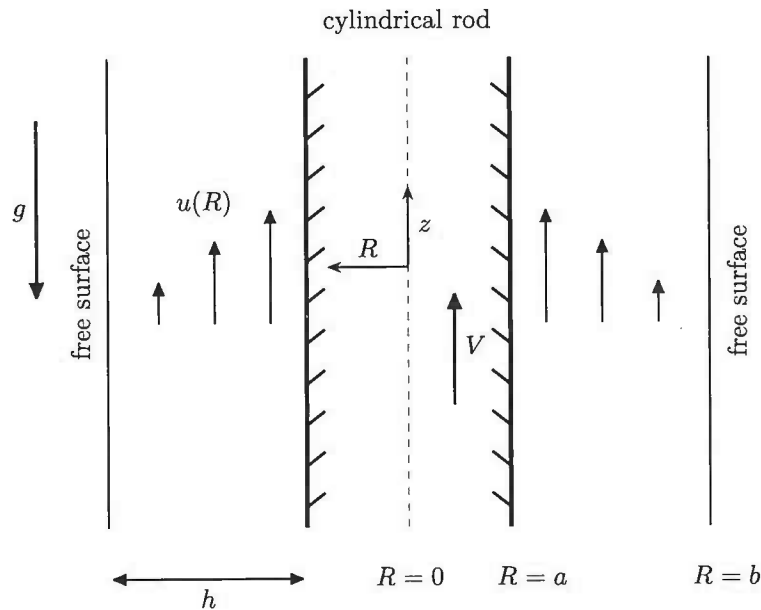 cylindrical rod
g
u(R)
free surface
R
z
V
free surface
h
R = 0
R = a
R = b